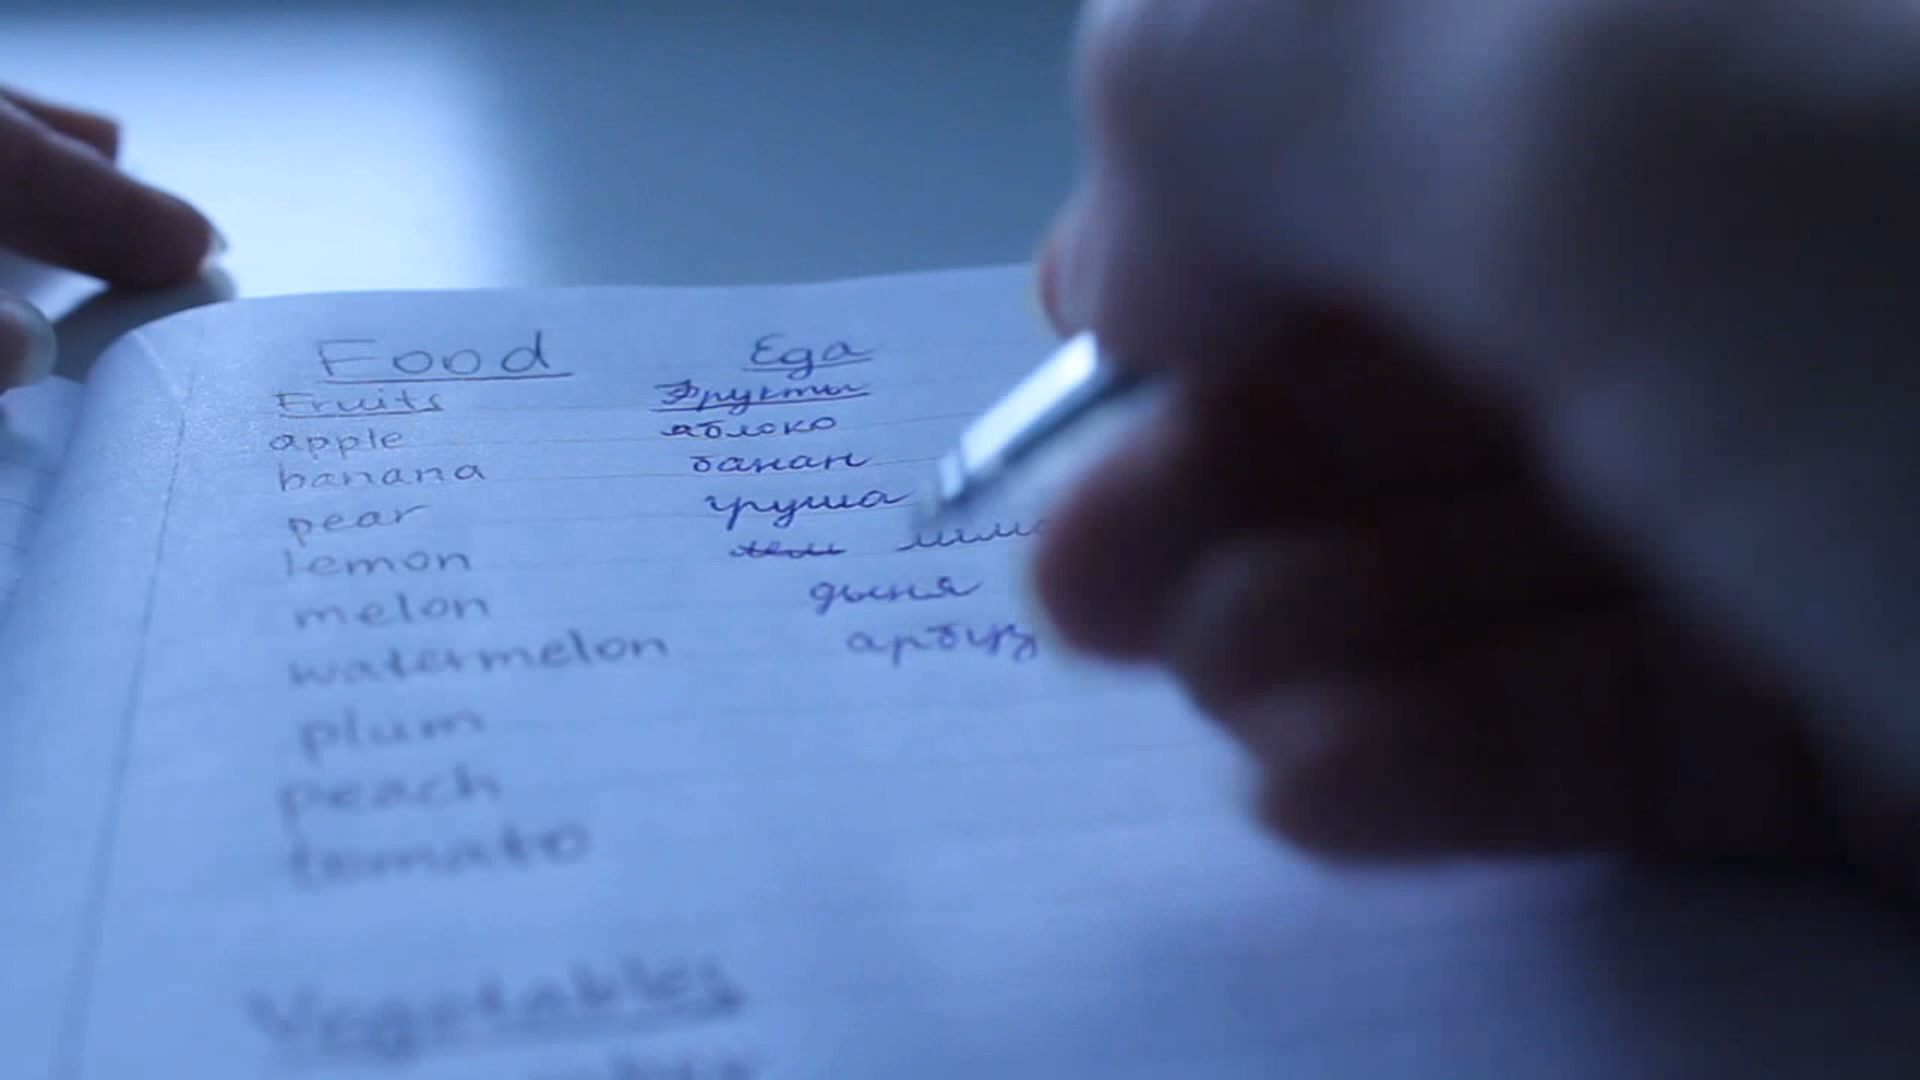 Food Еда
Fruits Фрукты
apple яблоко
banana банан
pear груша
lemon лимо
melon дыня
watermelon арбуз
plum
peach
tomato
Vegetables